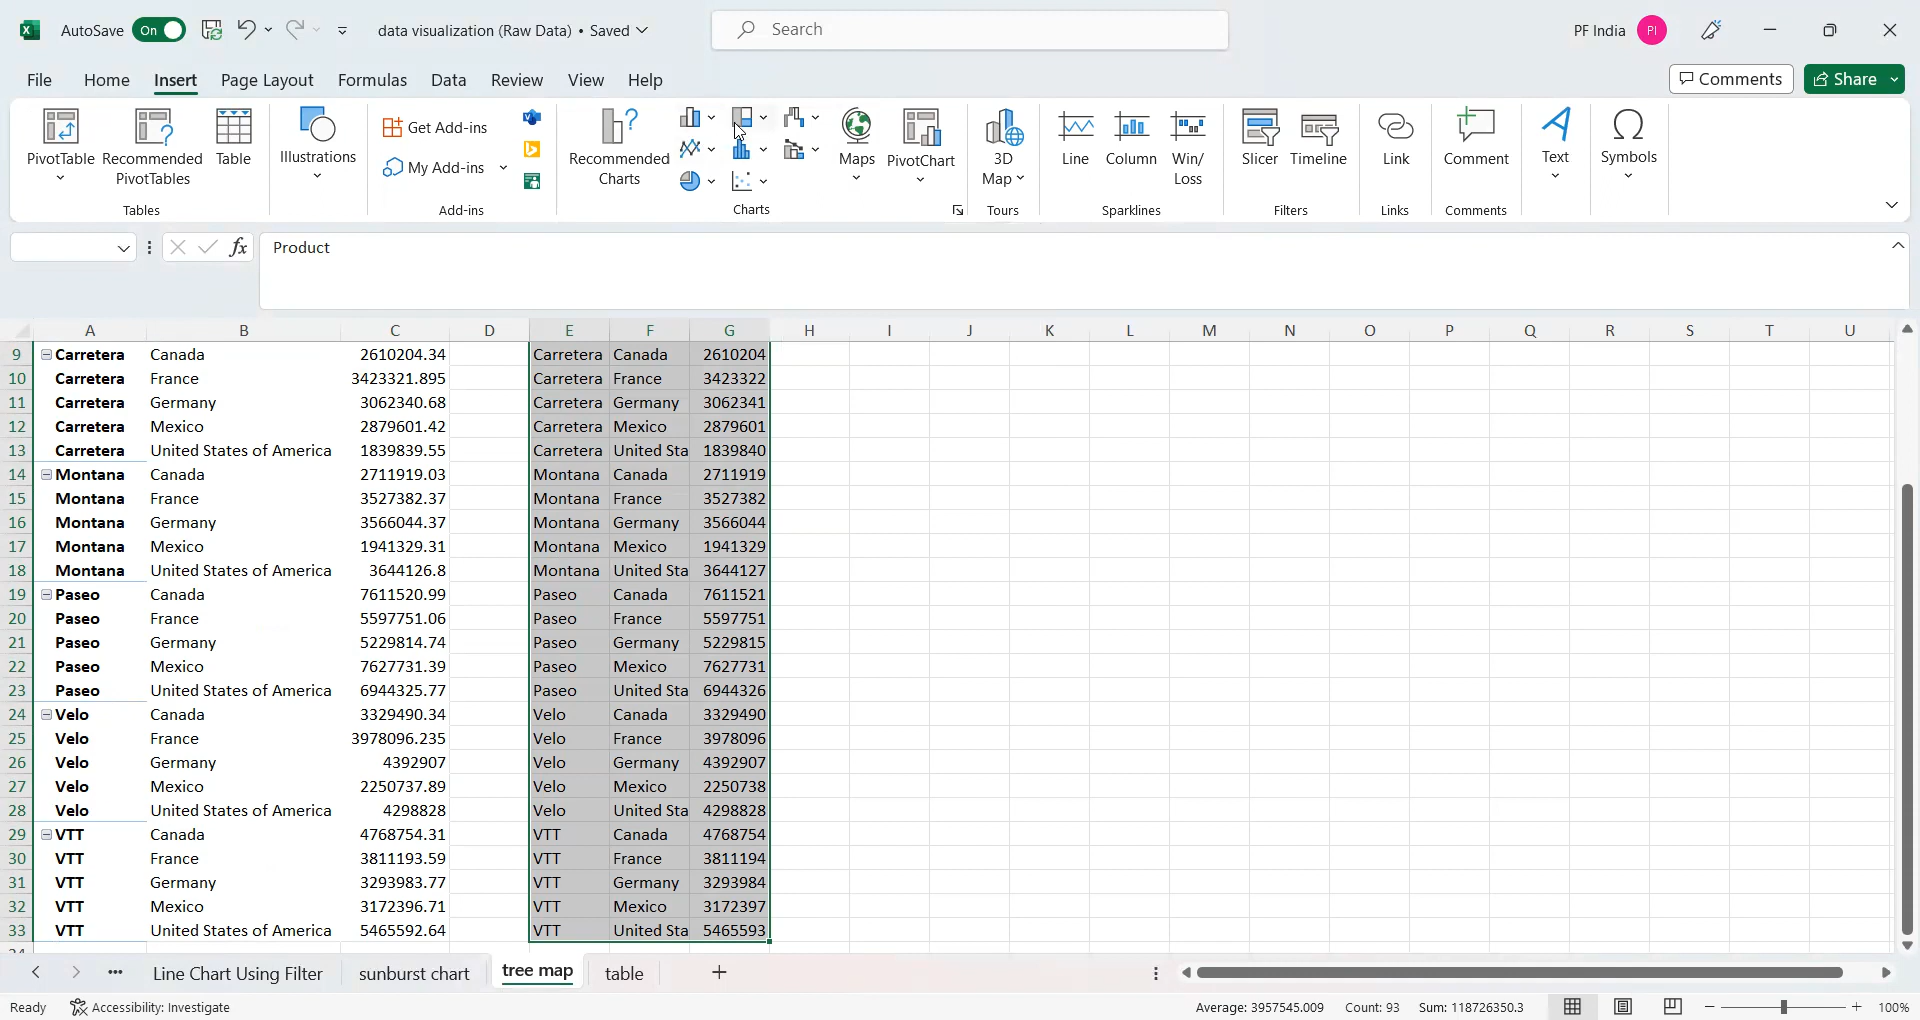 AutoSave On data visualization (Raw Data) • Saved Search PF India PI
File Home Insert Page Layout Formulas Data Review View Help Comments Share
PivotTable Recommended PivotTables Table Illustrations Get Add-ins My Add-ins Recommended Charts Maps PivotChart 3D Map Line Column Win/Loss Slicer Timeline Link Comment Text Symbols
Tables Add-ins Charts Tours Sparklines Filters Links Comments
fx Product
A B C D E F G H I J K L M N O P Q R S T U
9 Carretera Canada 2610204.34 Carretera Canada 2610204
10 Carretera France 3423321.895 Carretera France 3423322
11 Carretera Germany 3062340.68 Carretera Germany 3062341
12 Carretera Mexico 2879601.42 Carretera Mexico 2879601
13 Carretera United States of America 1839839.55 Carretera United Sta 1839840
14 Montana Canada 2711919.03 Montana Canada 2711919
15 Montana France 3527382.37 Montana France 3527382
16 Montana Germany 3566044.37 Montana Germany 3566044
17 Montana Mexico 1941329.31 Montana Mexico 1941329
18 Montana United States of America 3644126.8 Montana United Sta 3644127
19 Paseo Canada 7611520.99 Paseo Canada 7611521
20 Paseo France 5597751.06 Paseo France 5597751
21 Paseo Germany 5229814.74 Paseo Germany 5229815
22 Paseo Mexico 7627731.39 Paseo Mexico 7627731
23 Paseo United States of America 6944325.77 Paseo United Sta 6944326
24 Velo Canada 3329490.34 Velo Canada 3329490
25 Velo France 3978096.235 Velo France 3978096
26 Velo Germany 4392907 Velo Germany 4392907
27 Velo Mexico 2250737.89 Velo Mexico 2250738
28 Velo United States of America 4298828 Velo United Sta 4298828
29 VTT Canada 4768754.31 VTT Canada 4768754
30 VTT France 3811193.59 VTT France 3811194
31 VTT Germany 3293983.77 VTT Germany 3293984
32 VTT Mexico 3172396.71 VTT Mexico 3172397
33 VTT United States of America 5465592.64 VTT United Sta 5465593
Line Chart Using Filter sunburst chart tree map table
Ready Accessibility: Investigate Average: 3957545.009 Count: 93 Sum: 118726350.3 100%